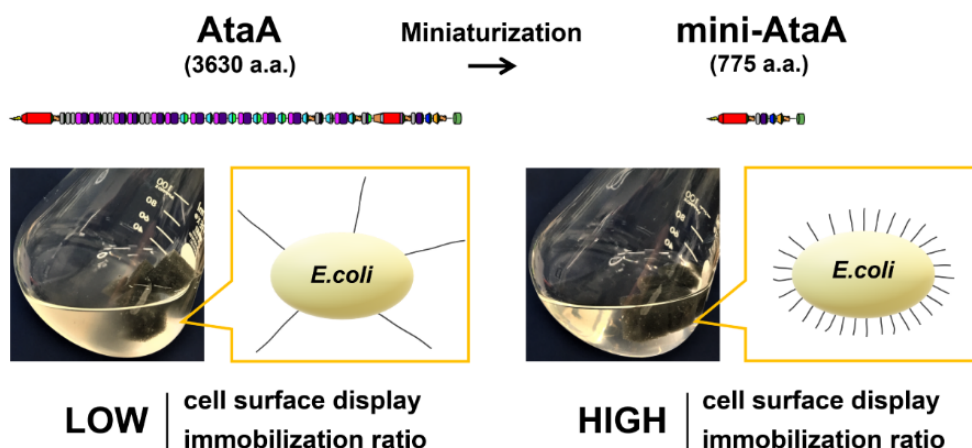 AtaA
(3630 a.a.)
Miniaturization
mini-AtaA
(775 a.a.)
E.coli
E.coli
LOW
cell surface display
immobilization ratio
HIGH
cell surface display
immobilization ratio